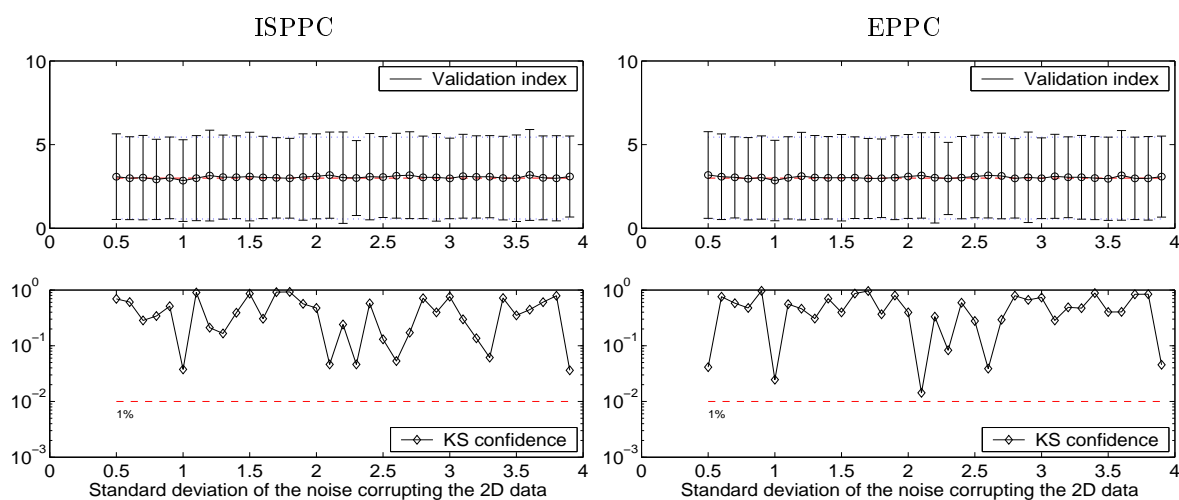 ISPPC
EPPC
10
5
0
Validation index
0 0.5 1 1.5 2 2.5 3 3.5 4
10
5
0
Validation index
0 0.5 1 1.5 2 2.5 3 3.5 4
10^0
10^-1
10^-2
10^-3
1%
KS confidence
0 0.5 1 1.5 2 2.5 3 3.5 4
Standard deviation of the noise corrupting the 2D data
10^0
10^-1
10^-2
10^-3
1%
KS confidence
0 0.5 1 1.5 2 2.5 3 3.5 4
Standard deviation of the noise corrupting the 2D data